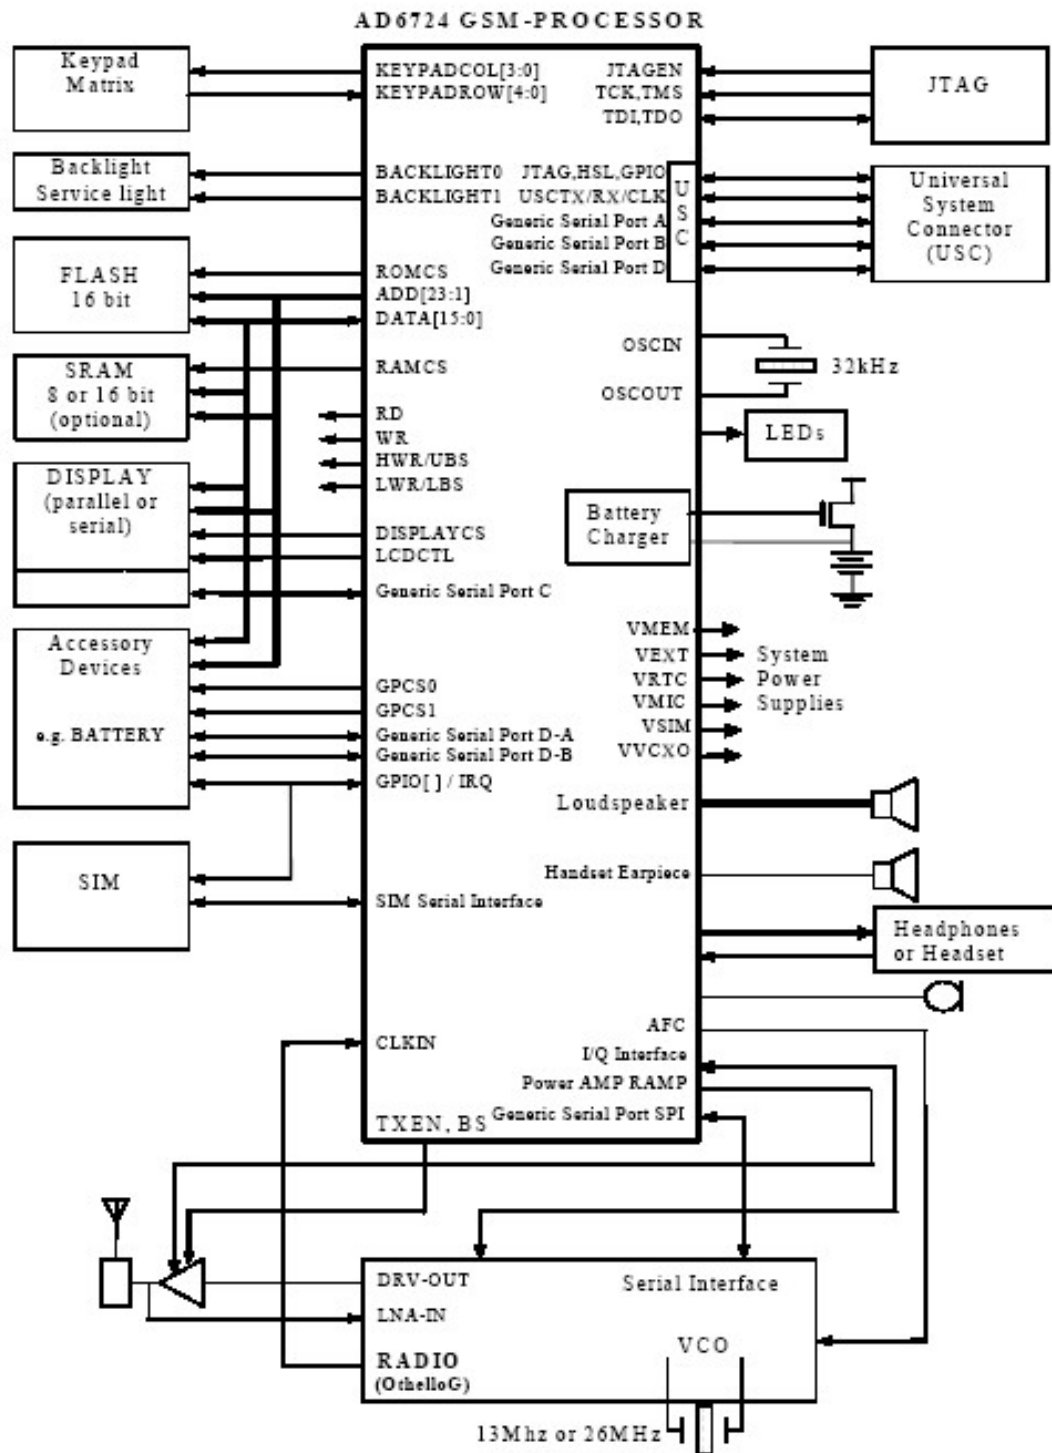 AD6724 GSM-PROCESSOR
Keypad
Matrix
KEYPADCOL[3:0]
KEYPADROW[4:0]
JTAGEN
TCK,TMS
TDI,TDO
JTAG
Backlight
Service light
BACKLIGHT0
BACKLIGHT1
JTAG,HSL,GPIO
USCTX/RX/CLK
Generic Serial Port A
Generic Serial Port B
Generic Serial Port D
U
S
C
Universal
System
Connector
(USC)
FLASH
16 bit
ROMCS
ADD[23:1]
DATA[15:0]
SRAM
8 or 16 bit
(optional)
RAMCS
RD
WR
HWR/UBS
LWR/LBS
OSCIN
OSCOUT
32kHz
LEDs
DISPLAY
(parallel or
serial)
DISPLAYCS
LCDCTL
Generic Serial Port C
Battery
Charger
Accessory
Devices
e.g. BATTERY
GPCS0
GPCS1
Generic Serial Port D-A
Generic Serial Port D-B
GPIO[ ] / IRQ
VMEM
VEXT
VRTC
VMIC
VSIM
VVCXO
System
Power
Supplies
Loudspeaker
SIM
SIM Serial Interface
Handset Earpiece
Headphones
or Headset
AFC
CLKIN
I/Q Interface
Power AMP RAMP
Generic Serial Port SPI
TXEN, BS
DRV-OUT
LNA-IN
RADIO
(OthelloG)
Serial Interface
VCO
13Mhz or 26MHz